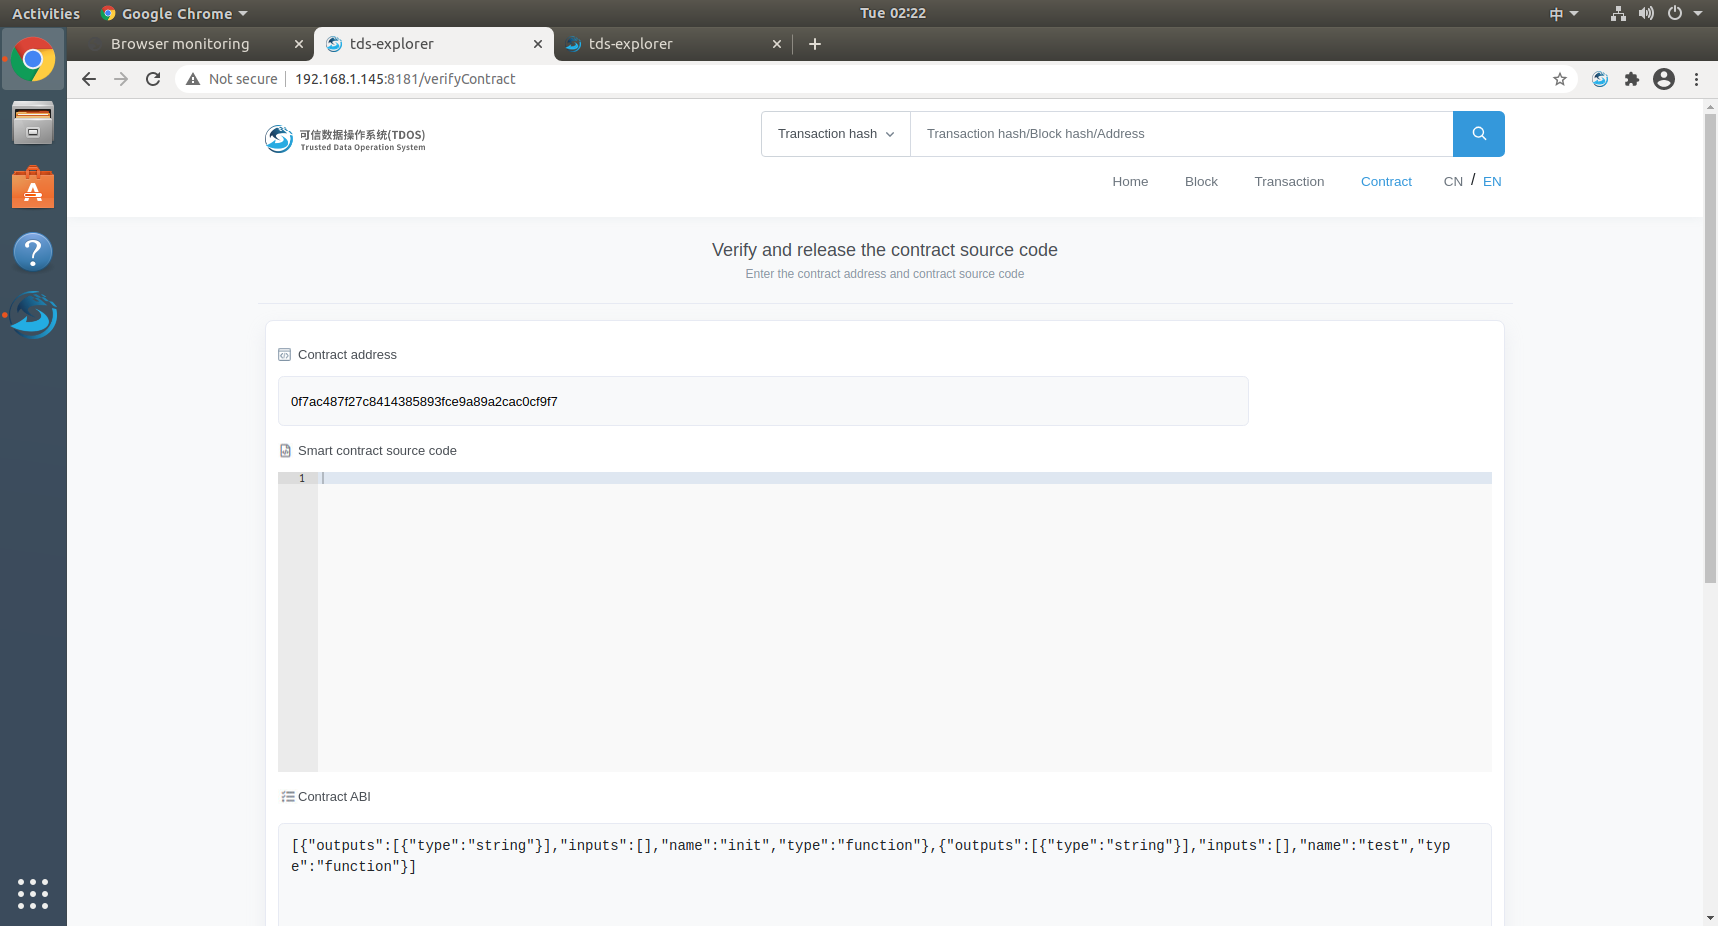 Activities
Google Chrome
Tue 02:22
中
Browser monitoring
tds-explorer
tds-explorer
Not secure
192.168.1.145:8181/verifyContract
可信数据操作系统(TDOS)
Trusted Data Operation System
Transaction hash
Transaction hash/Block hash/Address
Home
Block
Transaction
Contract
CN / EN
Verify and release the contract source code
Enter the contract address and contract source code
Contract address
0f7ac487f27c8414385893fce9a89a2cac0cf9f7
Smart contract source code
1
Contract ABI
[{"outputs":[{"type":"string"}],"inputs":[],"name":"init","type":"function"},{"outputs":[{"type":"string"}],"inputs":[],"name":"test","typ
e":"function"}]